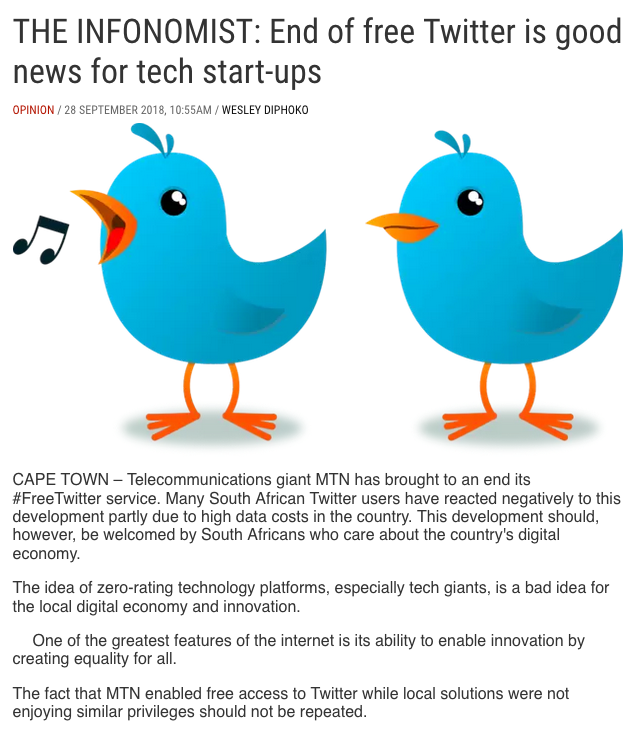 THE INFONOMIST: End of free Twitter is good
news for tech start-ups
OPINION / 28 SEPTEMBER 2018, 10:55AM / WESLEY DIPHOKO
CAPE TOWN – Telecommunications giant MTN has brought to an end its
#FreeTwitter service. Many South African Twitter users have reacted negatively to this
development partly due to high data costs in the country. This development should,
however, be welcomed by South Africans who care about the country's digital
economy.
The idea of zero-rating technology platforms, especially tech giants, is a bad idea for
the local digital economy and innovation.
One of the greatest features of the internet is its ability to enable innovation by
creating equality for all.
The fact that MTN enabled free access to Twitter while local solutions were not
enjoying similar privileges should not be repeated.